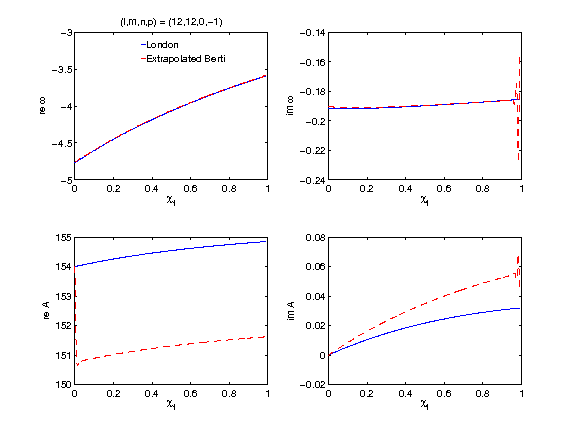 (l,m,n,p) = (12,12,0,−1)
−3
−3.5
−4
−4.5
−5
re ω
London
Extrapolated Berti
0 0.2 0.4 0.6 0.8 1
χf
−0.14
−0.16
−0.18
−0.2
−0.22
−0.24
im ω
0 0.2 0.4 0.6 0.8 1
χf
155
154
153
152
151
150
re A
0 0.2 0.4 0.6 0.8 1
χf
0.08
0.06
0.04
0.02
0
−0.02
im A
0 0.2 0.4 0.6 0.8 1
χf